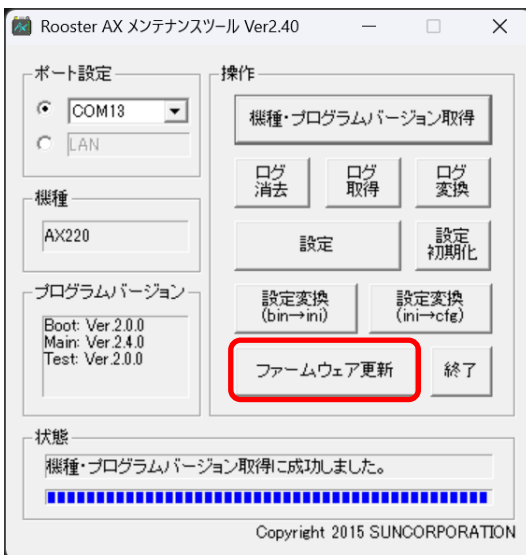 Rooster AX メンテナンスツール Ver2.40
ポート設定
COM13
LAN
機種
AX220
プログラムバージョン
Boot: Ver.2.0.0
Main: Ver.2.4.0
Test: Ver.2.0.0
操作
機種・プログラムバージョン取得
ログ
消去
ログ
取得
ログ
変換
設定
設定
初期化
設定変換
(bin→ini)
設定変換
(ini→cfg)
ファームウェア更新
終了
状態
機種・プログラムバージョン取得に成功しました。
Copyright 2015 SUNCORPORATION